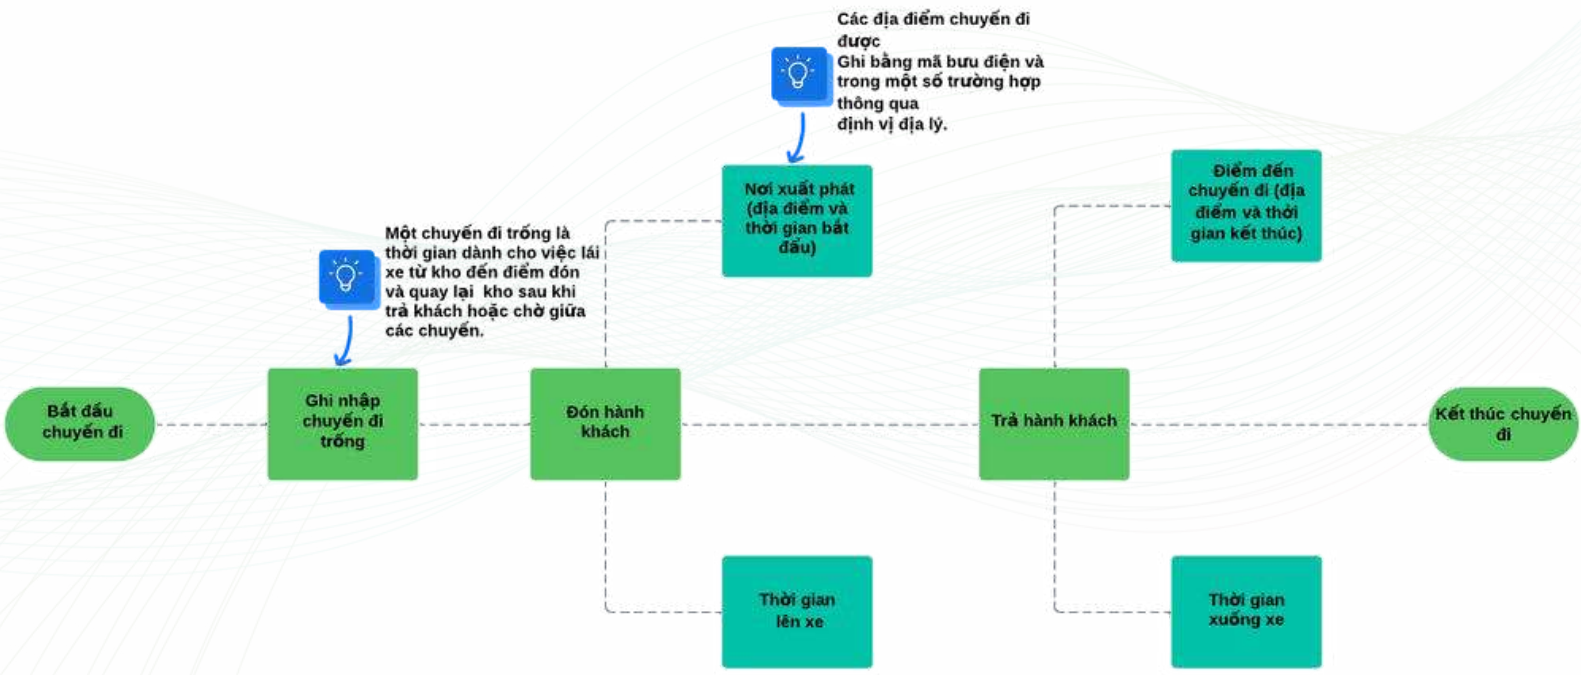 Các địa điểm chuyến đi
được
Ghi bằng mã bưu điện và
trong một số trường hợp
thông qua
định vị địa lý.
Nơi xuất phát
(địa điểm và
thời gian bắt
đầu)
Điểm đến
chuyến đi (địa
điểm và thời
gian kết thúc)
Một chuyến đi trống là
thời gian dành cho việc lái
xe từ kho đến điểm đón
và quay lại kho sau khi
trả khách hoặc chờ giữa
các chuyến.
Bắt đầu
chuyến đi
Ghi nhập
chuyến đi
trống
Đón hành
khách
Trả hành khách
Kết thúc chuyến
đi
Thời gian
lên xe
Thời gian
xuống xe